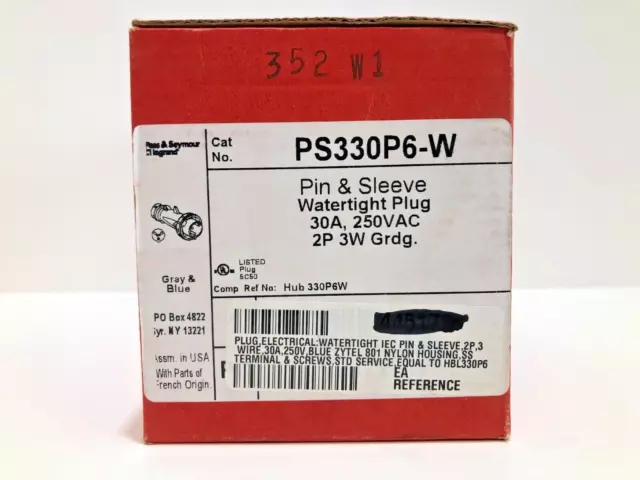 352 W1
Pass & Seymour
legrand
Cat
No.
PS330P6-W
Pin & Sleeve
Watertight Plug
30A, 250VAC
2P 3W Grdg.
UL
LISTED
Plug
5C50
Comp Ref No: Hub 330P6W
Gray &
Blue
PO Box 4822
Syr. NY 13221
Assm. in USA
With Parts of
French Origin.
PLUG,ELECTRICAL:WATERTIGHT IEC PIN & SLEEVE,2P,3
WIRE,30A,250V,BLUE ZYTEL 801 NYLON HOUSING,SS
TERMINAL & SCREWS,STD SERVICE,EQUAL TO HBL330P6
EA
REFERENCE